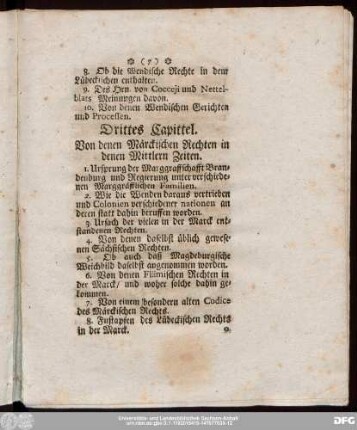 ❁ (7) ❁
8. Ob die Wendische Rechte in dem
Lübeckischen enthalten.
9. Des Hrn. von Cocceji und Nettel-
blats Meinungen davon.
10. Von denen Wendischen Gerichten
und Processen.
Drittes Capittel.
Von denen Märckischen Rechten in
denen Mittlern Zeiten.
1. Ursprung der Marggraffschafft Bran-
denburg und Regierung unter verschiede-
nen Marggräflichen Familien.
2. Wie die Wenden daraus vertrieben
und Colonien verschiedener nationen an
deren statt dahin beruffen worden.
3. Ursach der vielen in der Marck ent-
standenen Rechten.
4. Von denen daselbst üblich gewese-
nen Sächsischen Rechten.
5. Ob auch daß Magdeburgische
Weichbild daselbst angenommen worden.
6. Von denen Flämischen Rechten in
der Marck/ und woher solche dahin ge-
kommen.
7. Von einem besondern alten Codice
des Märckischen Rechts.
8. Fustapfen des Lübeckischen Rechts
in der Marck. 9.
Universitäts- und Landesbibliothek Sachsen-Anhalt
DFG